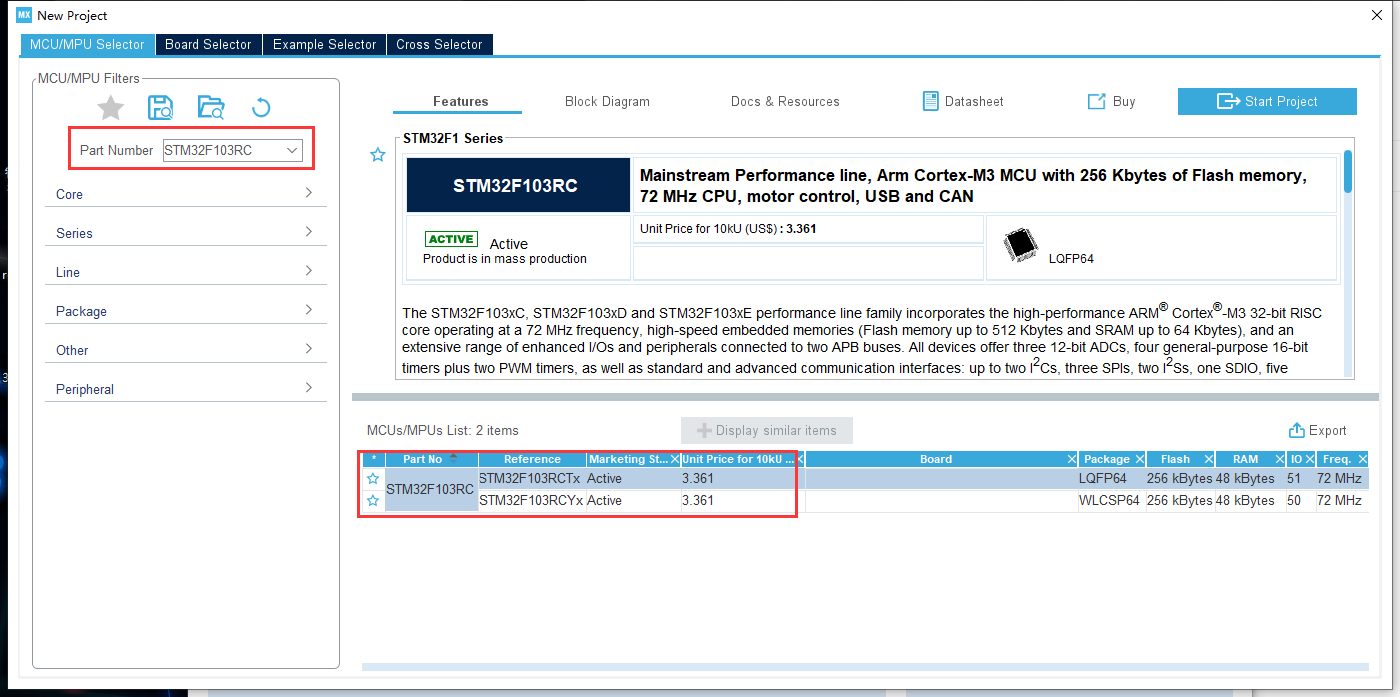 MX New Project
MCU/MPU Selector Board Selector Example Selector Cross Selector
MCU/MPU Filters
Part Number STM32F103RC
Core
Series
Line
Package
Other
Peripheral
Features Block Diagram Docs & Resources Datasheet Buy Start Project
STM32F1 Series
STM32F103RC
Mainstream Performance line, Arm Cortex-M3 MCU with 256 Kbytes of Flash memory,
72 MHz CPU, motor control, USB and CAN
ACTIVE Active
Product is in mass production
Unit Price for 10kU (US$) : 3.361
LQFP64
The STM32F103xC, STM32F103xD and STM32F103xE performance line family incorporates the high-performance ARM® Cortex®-M3 32-bit RISC
core operating at a 72 MHz frequency, high-speed embedded memories (Flash memory up to 512 Kbytes and SRAM up to 64 Kbytes), and an
extensive range of enhanced I/Os and peripherals connected to two APB buses. All devices offer three 12-bit ADCs, four general-purpose 16-bit
timers plus two PWM timers, as well as standard and advanced communication interfaces: up to two I²Cs, three SPIs, two I²Ss, one SDIO, five
MCUs/MPUs List: 2 items Display similar items Export
* Part No Reference Marketing St... Unit Price for 10kU ... Board Package Flash RAM IO Freq.
STM32F103RC
STM32F103RCTx Active 3.361 LQFP64 256 kBytes 48 kBytes 51 72 MHz
STM32F103RCYx Active 3.361 WLCSP64 256 kBytes 48 kBytes 50 72 MHz